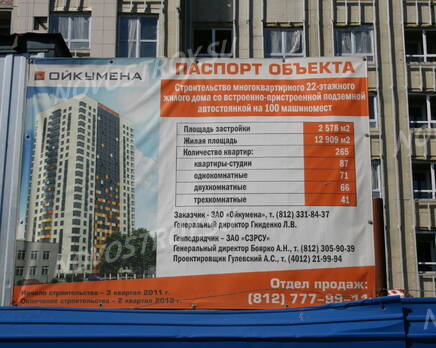 ОЙКУМЕНА
ПАСПОРТ ОБЪЕКТА
Строительство многоквартирного 22-этажного
жилого дома со встроенно-пристроенной подземной
автостоянкой на 100 машиномест
Площадь застройки 2 578 м2
Жилая площадь 12 909 м2
Количество квартир: 265
квартиры-студии 87
однокомнатные 71
двухкомнатные 66
трехкомнатные 41
Заказчик - ЗАО «Ойкумена», т. (812) 331-84-37
Генеральный директор Гниденко Л.В.
Генподрядчик – ЗАО «СЗРСУ»
Генеральный директор Боярко А.Н., т. (812) 305-90-39
Проектировщик Гулевский А.С., т. (4012) 21-99-94
Отдел продаж:
(812) 777-99-11
Начало строительства – 3 квартал 2011 г.
Окончание строительства – 2 квартал 2013 г.